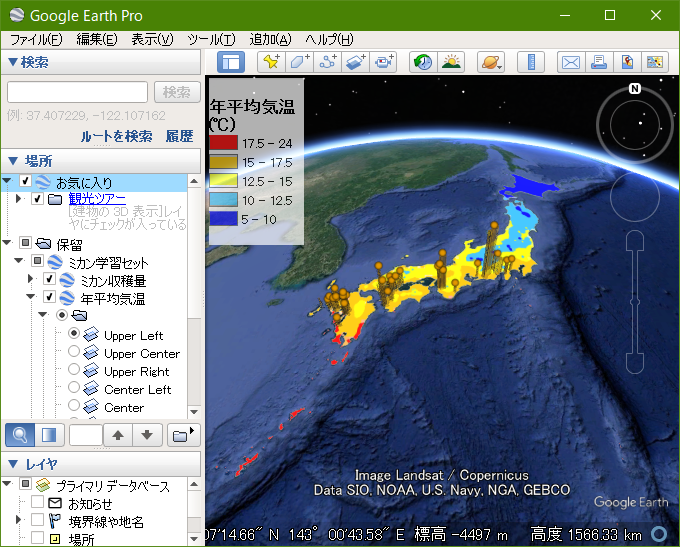 Google Earth Pro
ファイル(F) 編集(E) 表示(V) ツール(T) 追加(A) ヘルプ(H)
▼検索
検索
例: 37.407229, -122.107162
ルートを検索 履歴
▼ 場所
お気に入り
観光ツアー
[建物の 3D 表示]レイ
ヤにチェックが入っている
保留
ミカン学習セット
ミカン収穫量
年平均気温
Upper Left
Upper Center
Upper Right
Center Left
Center
▼ レイヤ
プライマリ データベース
お知らせ
境界線や地名
場所
年平均気温
(℃)
17.5 – 24
15 – 17.5
12.5 – 15
10 – 12.5
5 – 10
N
Image Landsat / Copernicus
Data SIO, NOAA, U.S. Navy, NGA, GEBCO
Google Earth
07'14.66" N 143° 00'43.58" E 標高 -4497 m 高度 1566.33 km